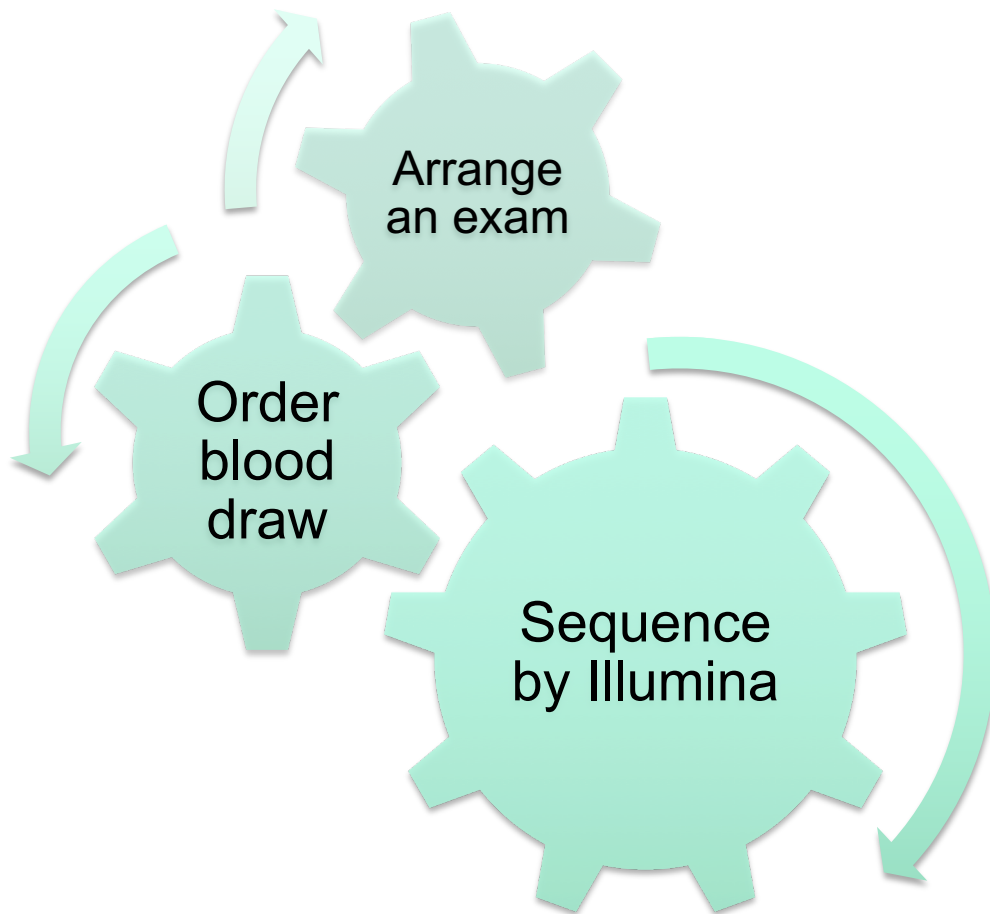 Arrange
an exam
Order
blood
draw
Sequence
by Illumina